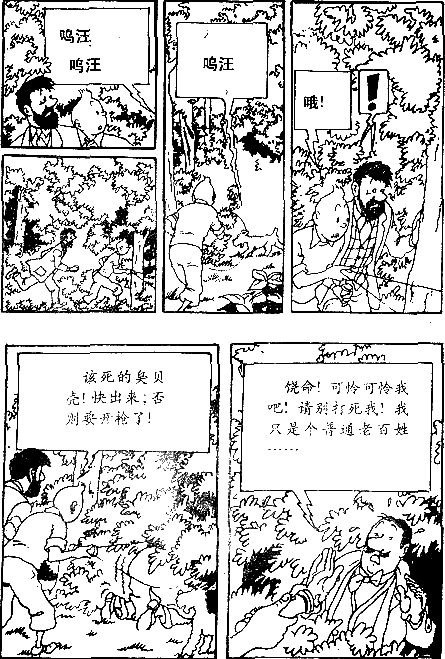 呜汪
呜汪
呜汪
哦!
!
该死的臭贝
壳!快出来;否
则要开枪了!
饶命!可怜可怜我
吧!请别打死我!我
只是个普通老百姓
……